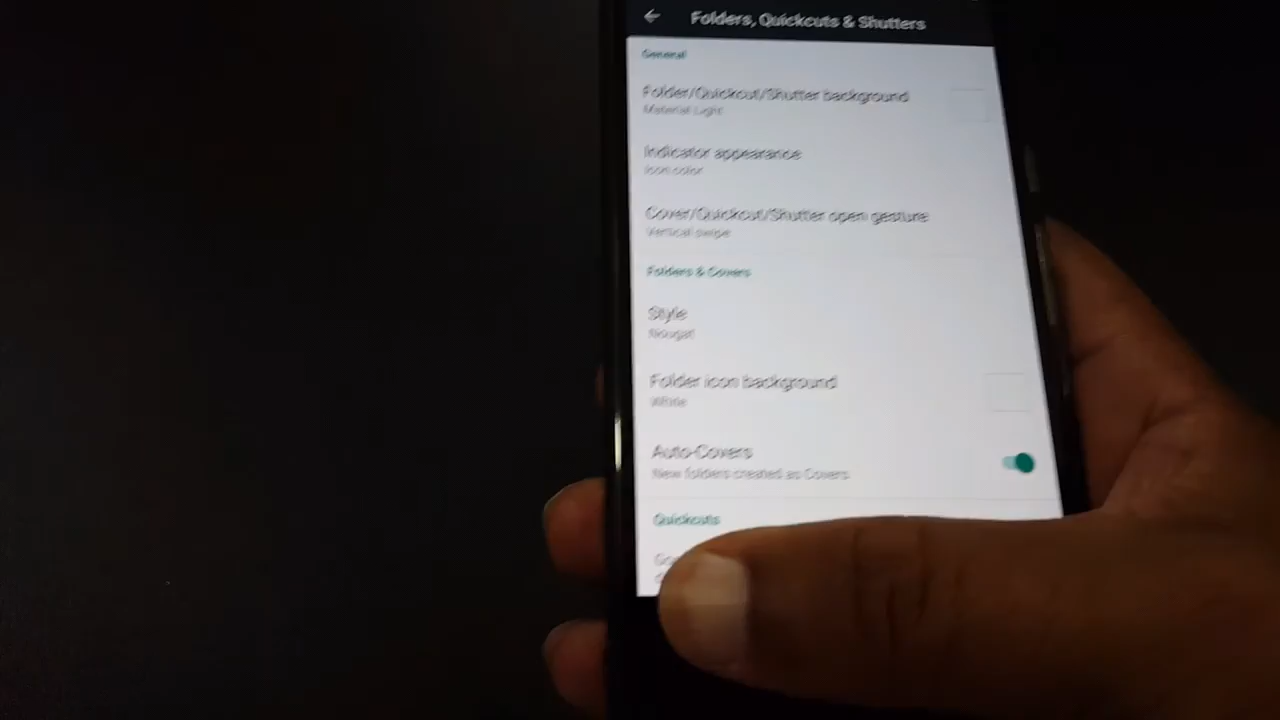 Folders, Quickcuts & Shutters
General
Folder/Quickcut/Shutter background
Material Light
Indicator appearance
Icon color
Cover/Quickcut/Shutter open gesture
Vertical swipe
Folders & Covers
Style
Nougat
Folder icon background
White
Auto-Covers
New folders created as Covers
Quickcuts